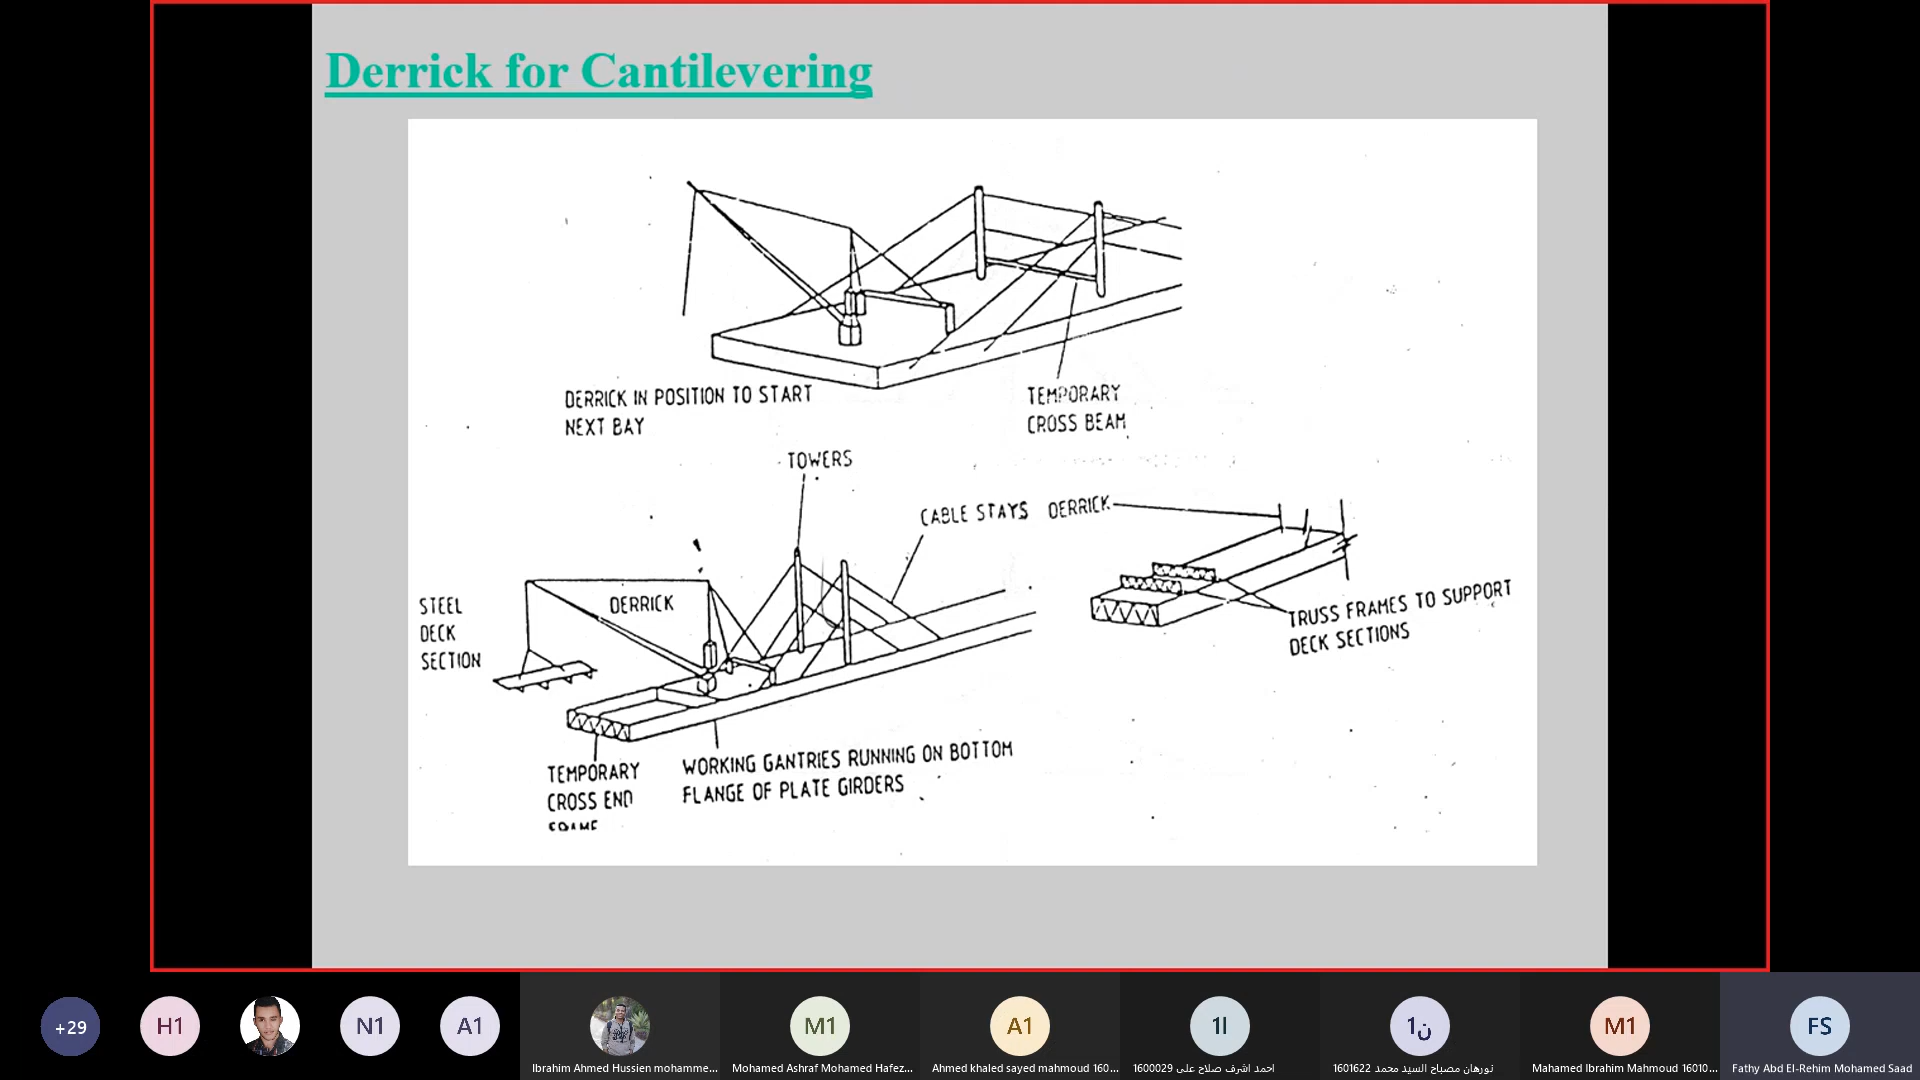 Derrick for Cantilevering
DERRICK IN POSITION TO START
NEXT BAY
TEMPORARY
CROSS BEAM
TOWERS
CABLE STAYS
DERRICK
STEEL
DECK
SECTION
DERRICK
TRUSS FRAMES TO SUPPORT
DECK SECTIONS
TEMPORARY
CROSS END
FRAME
WORKING GANTRIES RUNNING ON BOTTOM
FLANGE OF PLATE GIRDERS
+29
H1
N1
A1
M1
A1
1ا
ن1
M1
FS
Ibrahim Ahmed Hussien mohamme...
Mohamed Ashraf Mohamed Hafez...
Ahmed khaled sayed mahmoud 160...
احمد اشرف صلاح على 1600029
نورهان مصباح السيد محمد 1601622
Mahamed Ibrahim Mahmoud 16010...
Fathy Abd El-Rehim Mohamed Saad